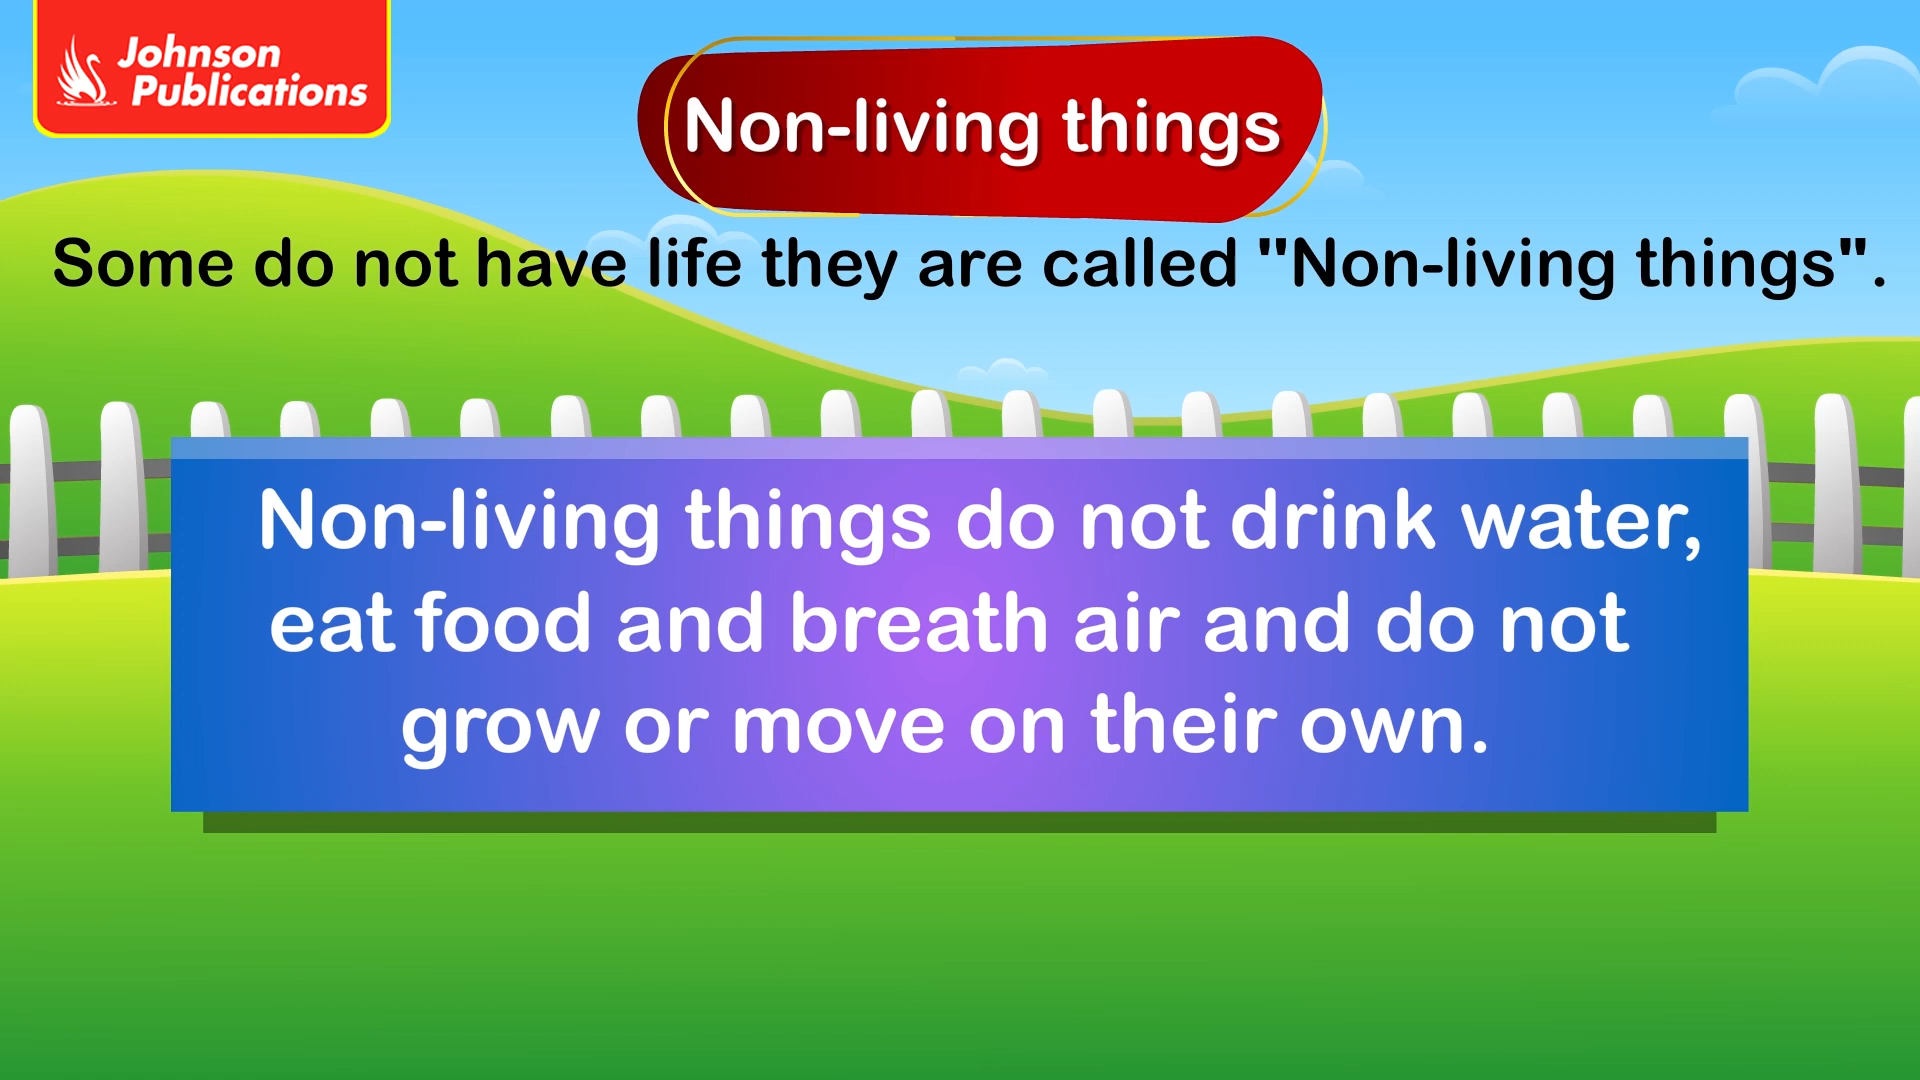 Johnson
Publications
Non-living things
Some do not have life they are called "Non-living things".
Non-living things do not drink water,
eat food and breath air and do not
grow or move on their own.